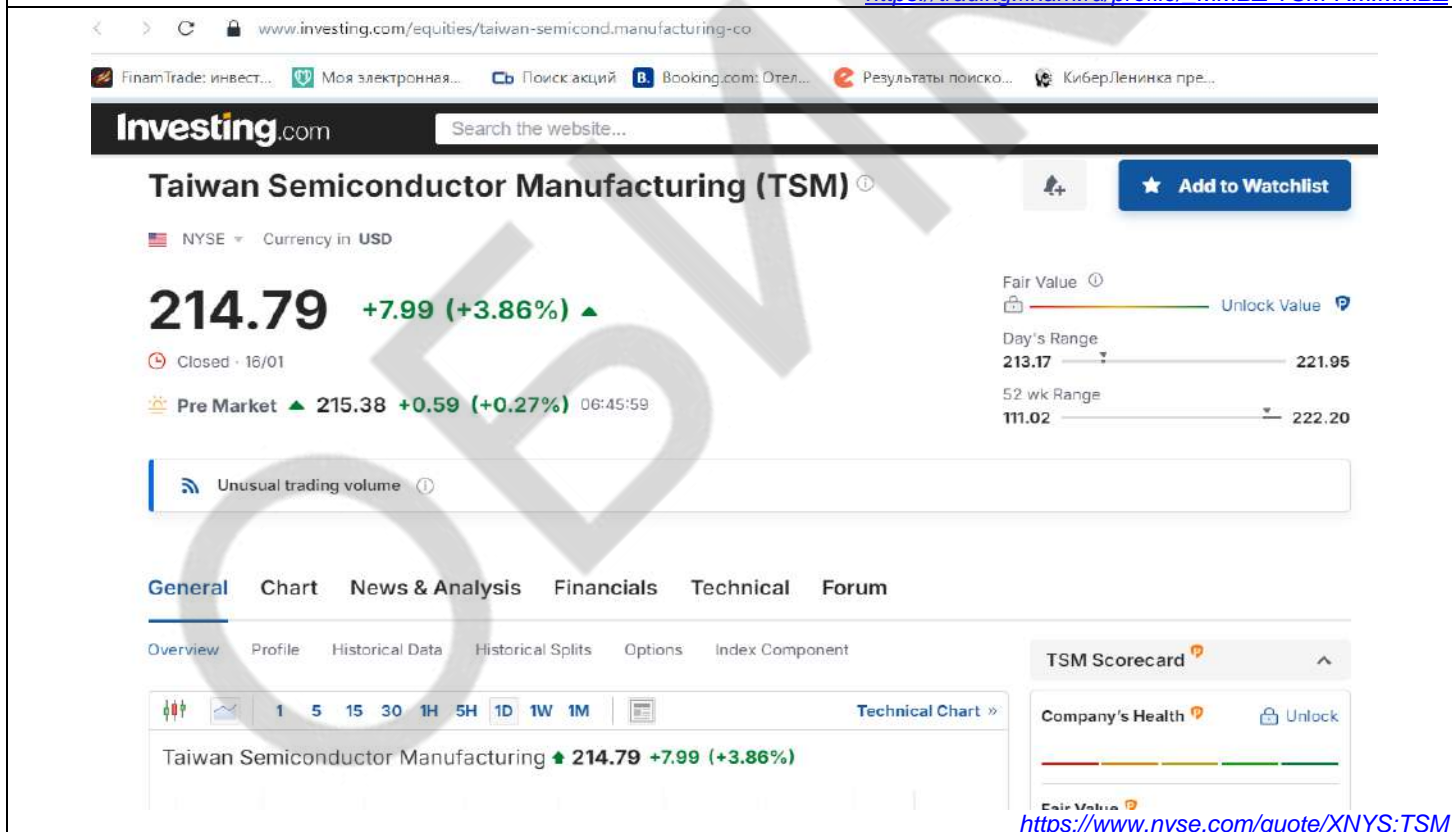 www.investing.com/equities/taiwan-semicond.manufacturing-co
FinamTrade: инвест... Моя электронная... Сь Поиск акций B. Booking.com: Отел... Результаты поиско... КиберЛенинка пре...
Investing.com Search the website...
Taiwan Semiconductor Manufacturing (TSM)
Add to Watchlist
NYSE Currency in USD
214.79 +7.99 (+3.86%)
Closed · 16/01
Pre Market 215.38 +0.59 (+0.27%) 06:45:59
Fair Value
Unlock Value
Day's Range
213.17 221.95
52 wk Range
111.02 222.20
Unusual trading volume
General Chart News & Analysis Financials Technical Forum
Overview Profile Historical Data Historical Splits Options Index Component
1 5 15 30 1H 5H 1D 1W 1M Technical Chart »
Taiwan Semiconductor Manufacturing 214.79 +7.99 (+3.86%)
TSM Scorecard
Company's Health Unlock
Fair Value
https://www.nyse.com/quote/XNYS:TSM